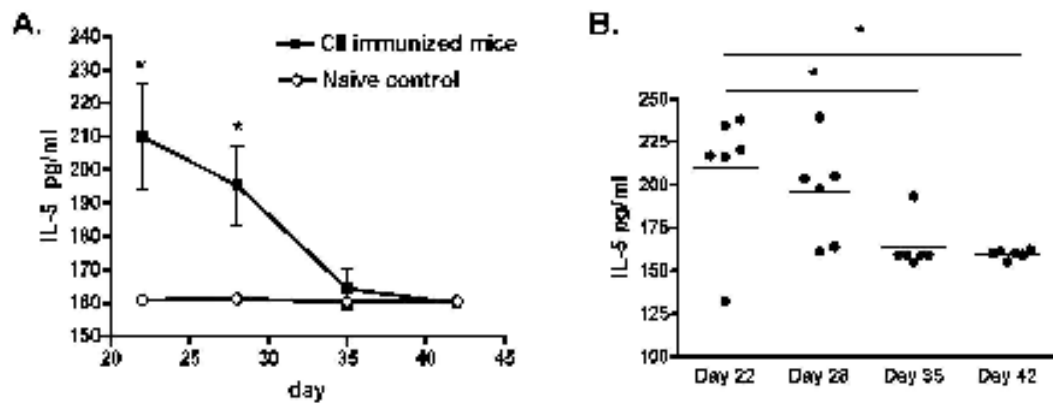 A.
IL-5 pg/ml
240
230
220
210
200
190
180
170
160
150
20 25 30 35 40 45
day
CII immunized mice
Naive control
*
*
B.
IL-5 pg/ml
250
225
200
175
150
125
100
Day 22 Day 28 Day 35 Day 42
*
*